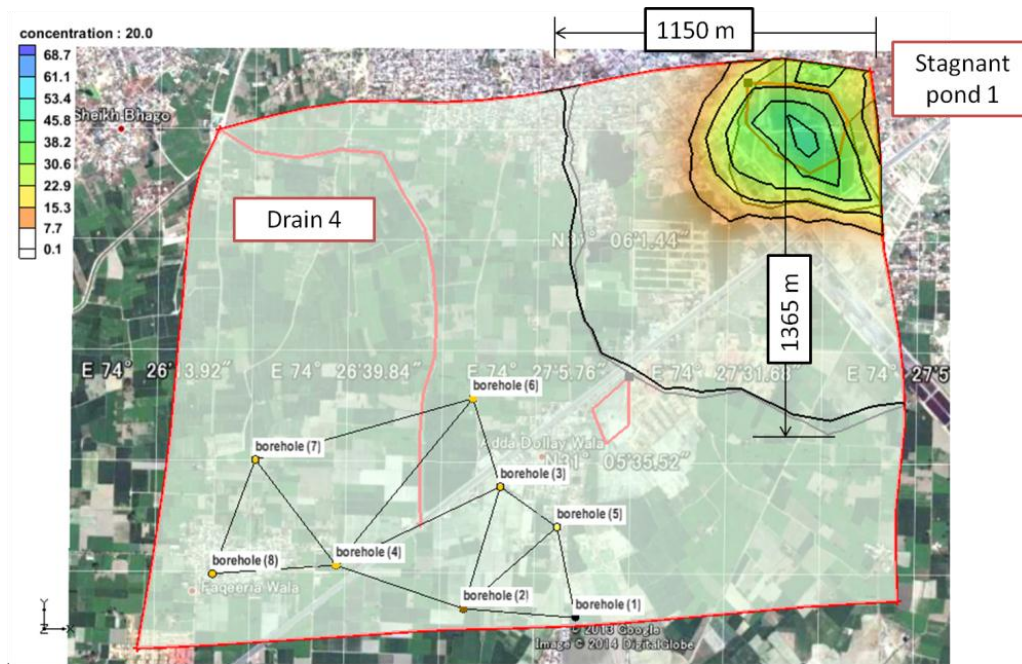 concentration : 20.0
68.7
61.1
53.4
45.8
38.2
30.6
22.9
15.3
7.7
0.1
1150 m
Stagnant
pond 1
Sheikh Bhago
Drain 4
N31° 06'1.44"
1365 m
E 74° 26'13.92"
E 74° 26'39.84"
E 74° 27'5.76"
E 74° 27'31.68"
E 74° 27'5
borehole (6)
borehole (7)
Adda Dollay Wala
N31° 05'35.52"
borehole (3)
borehole (5)
borehole (4)
borehole (8)
Faqeeria Wala
borehole (2)
borehole (1)
Y
Z
X
© 2013 Google
Image © 2014 DigitalGlobe